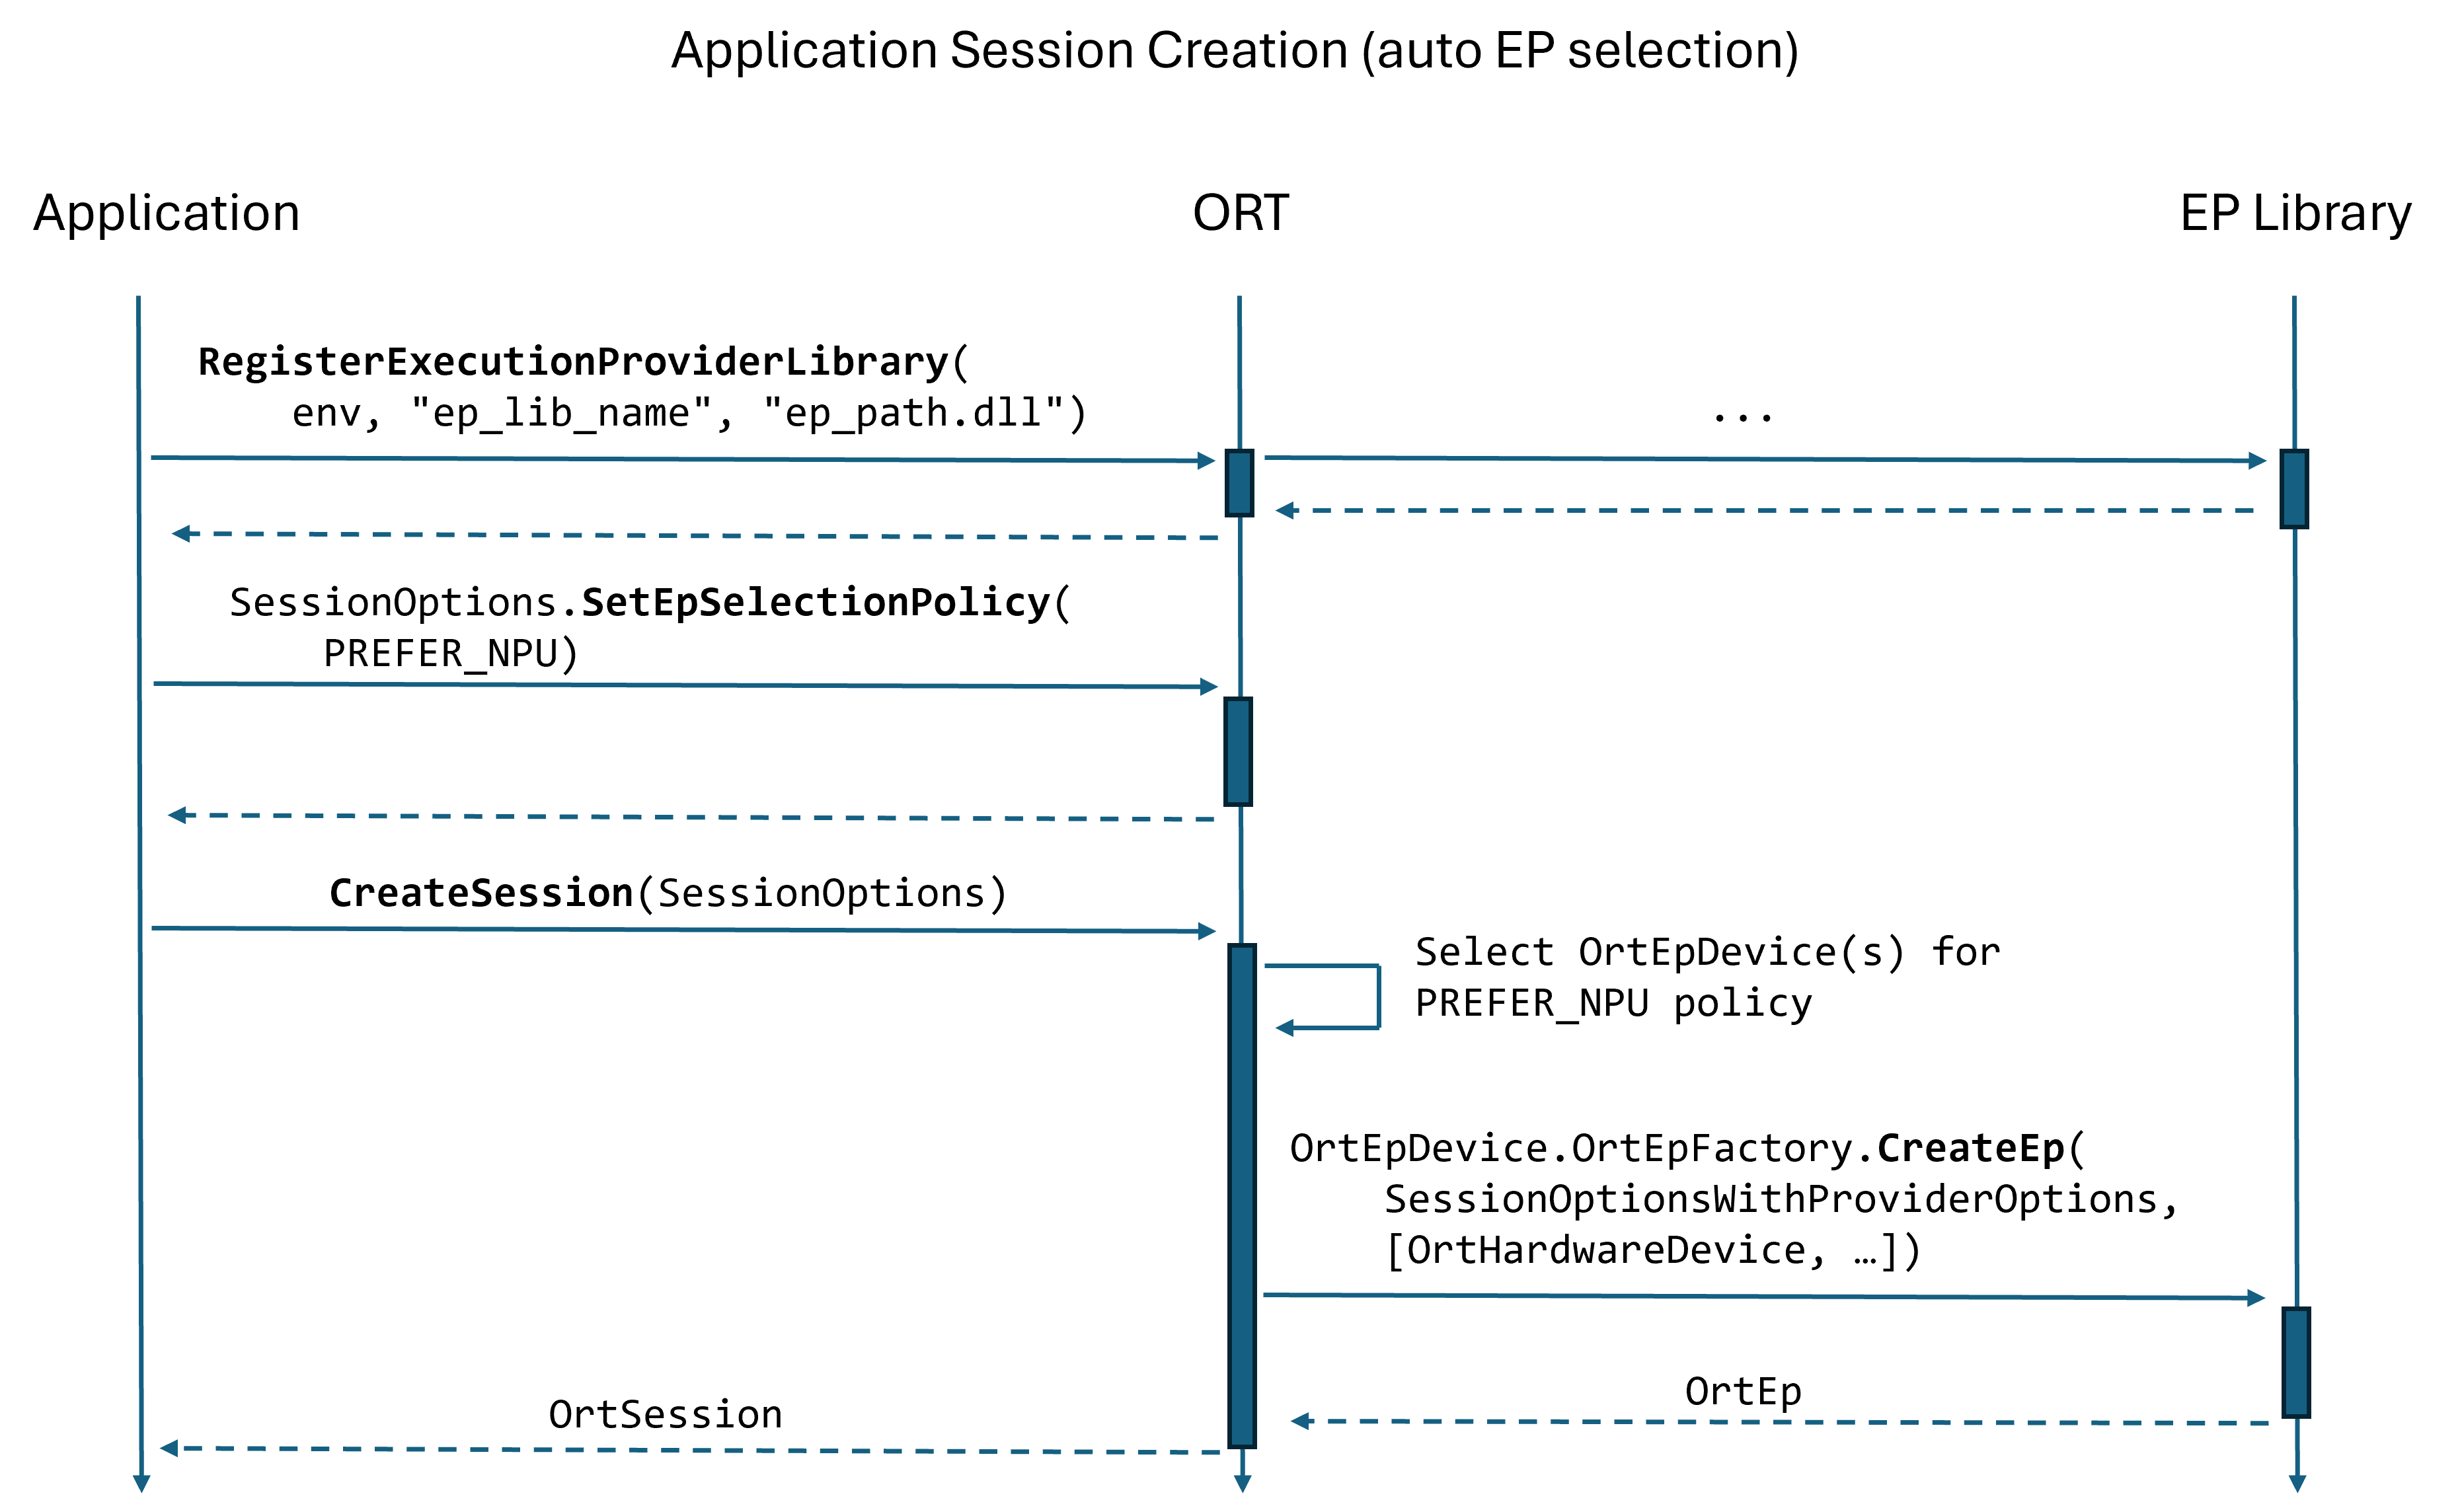 Application Session Creation (auto EP selection)
Application
ORT
EP Library
RegisterExecutionProviderLibrary(
env, "ep_lib_name", "ep_path.dll")
...
SessionOptions.SetEpSelectionPolicy(
PREFER_NPU)
CreateSession(SessionOptions)
Select OrtEpDevice(s) for
PREFER_NPU policy
OrtEpDevice.OrtEpFactory.CreateEp(
SessionOptionsWithProviderOptions,
[OrtHardwareDevice, …])
OrtEp
OrtSession